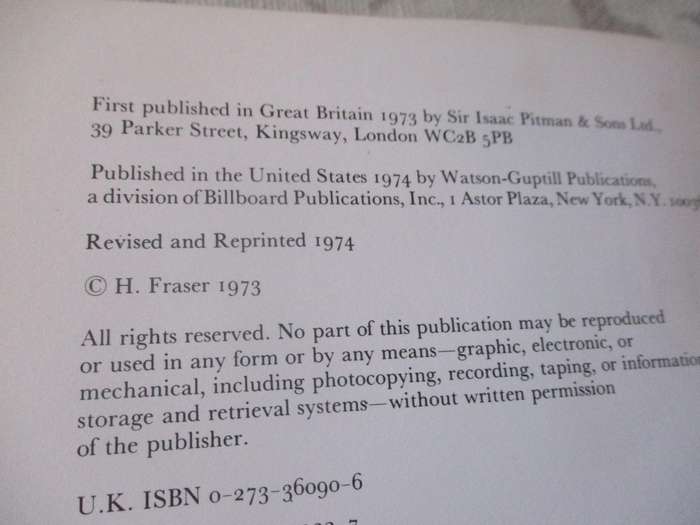 First published in Great Britain 1973 by Sir Isaac Pitman & Sons Ltd.,
39 Parker Street, Kingsway, London WC2B 5PB
Published in the United States 1974 by Watson-Guptill Publications,
a division of Billboard Publications, Inc., 1 Astor Plaza, New York, N.Y.
Revised and Reprinted 1974
© H. Fraser 1973
All rights reserved. No part of this publication may be reproduced
or used in any form or by any means—graphic, electronic, or
mechanical, including photocopying, recording, taping, or information
storage and retrieval systems—without written permission
of the publisher.
U.K. ISBN 0-273-36090-6